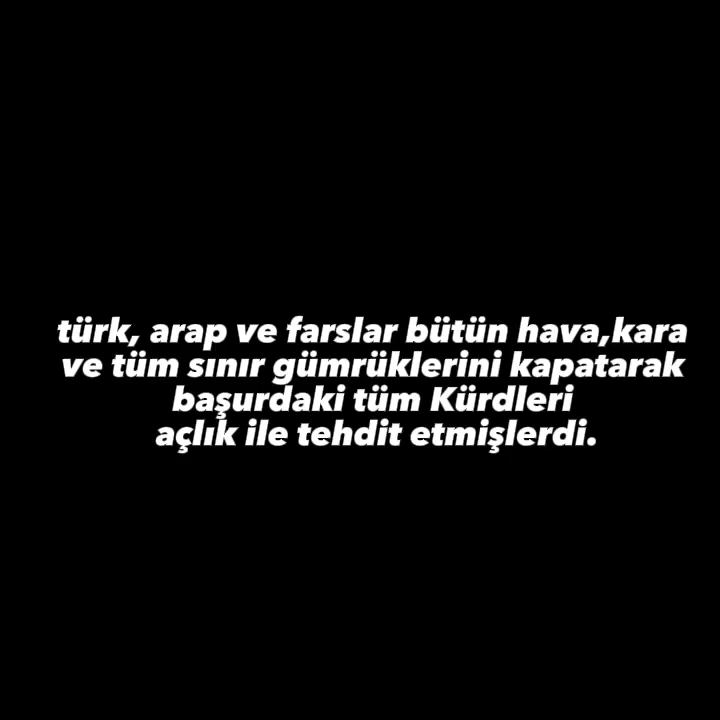 türk, arap ve farslar bütün hava,kara
ve tüm sınır gümrüklerini kapatarak
başurdaki tüm Kürdleri
açlık ile tehdit etmişlerdi.